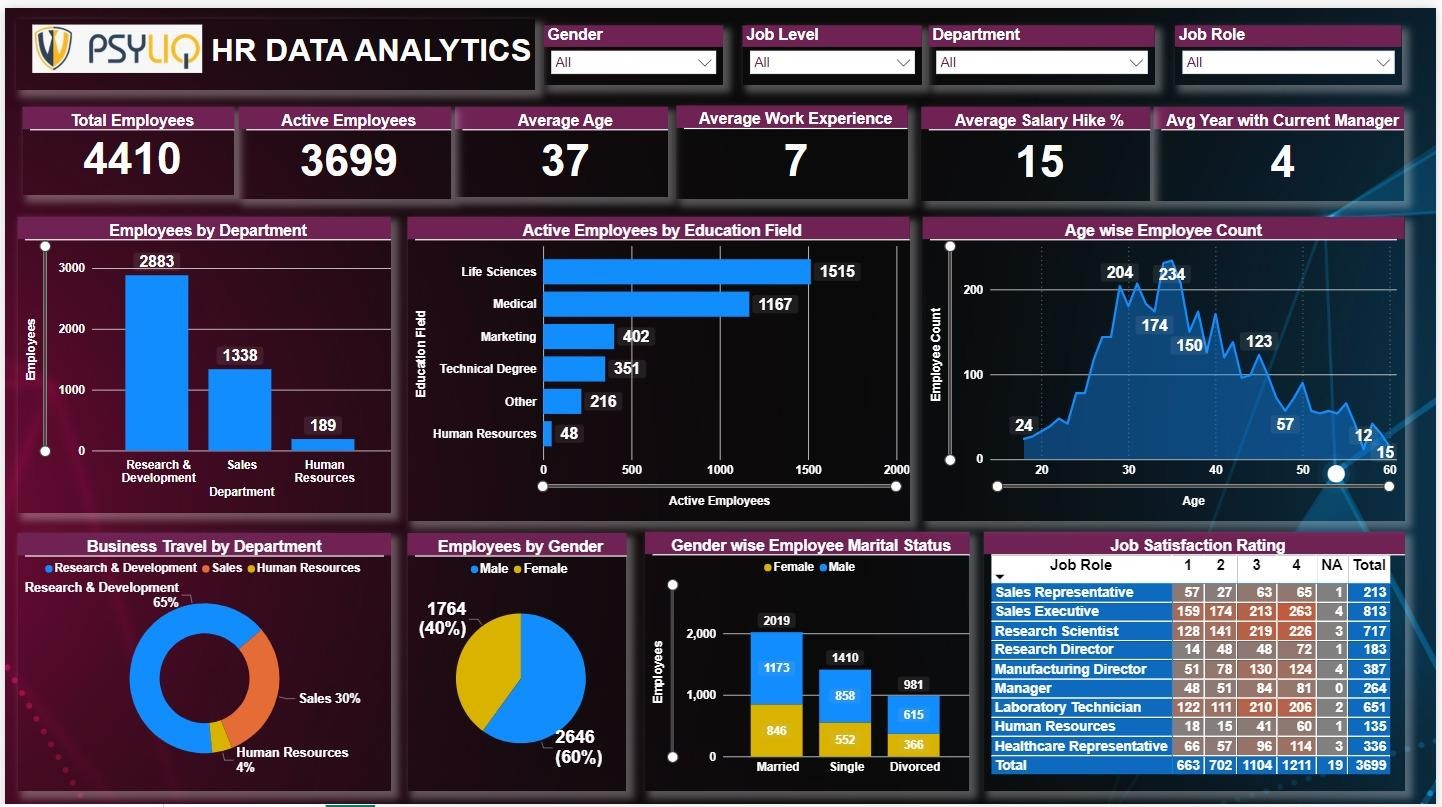 PSYLIQ HR DATA ANALYTICS
Gender
All
Job Level
All
Department
All
Job Role
All
Total Employees
4410
Active Employees
3699
Average Age
37
Average Work Experience
7
Average Salary Hike %
15
Avg Year with Current Manager
4
Employees by Department
Employees
3000
2000
1000
0
2883
1338
189
Research &
Development
Sales
Human
Resources
Department
Active Employees by Education Field
Education Field
Life Sciences 1515
Medical 1167
Marketing 402
Technical Degree 351
Other 216
Human Resources 48
0 500 1000 1500 2000
Active Employees
Age wise Employee Count
Employee Count
200
100
0
24
204
174
234
150
123
57
12
15
20 30 40 50 60
Age
Business Travel by Department
Research & Development Sales Human Resources
Research & Development
65%
Sales 30%
Human Resources
4%
Employees by Gender
Male Female
1764
(40%)
2646
(60%)
Gender wise Employee Marital Status
Female Male
Employees
2,000
1,000
0
2019
1173
846
1410
858
552
981
615
366
Married Single Divorced
Job Satisfaction Rating
Job Role 1 2 3 4 NA Total
Sales Representative 57 27 63 65 1 213
Sales Executive 159 174 213 263 4 813
Research Scientist 128 141 219 226 3 717
Research Director 14 48 48 72 1 183
Manufacturing Director 51 78 130 124 4 387
Manager 48 51 84 81 0 264
Laboratory Technician 122 111 210 206 2 651
Human Resources 18 15 41 60 1 135
Healthcare Representative 66 57 96 114 3 336
Total 663 702 1104 1211 19 3699